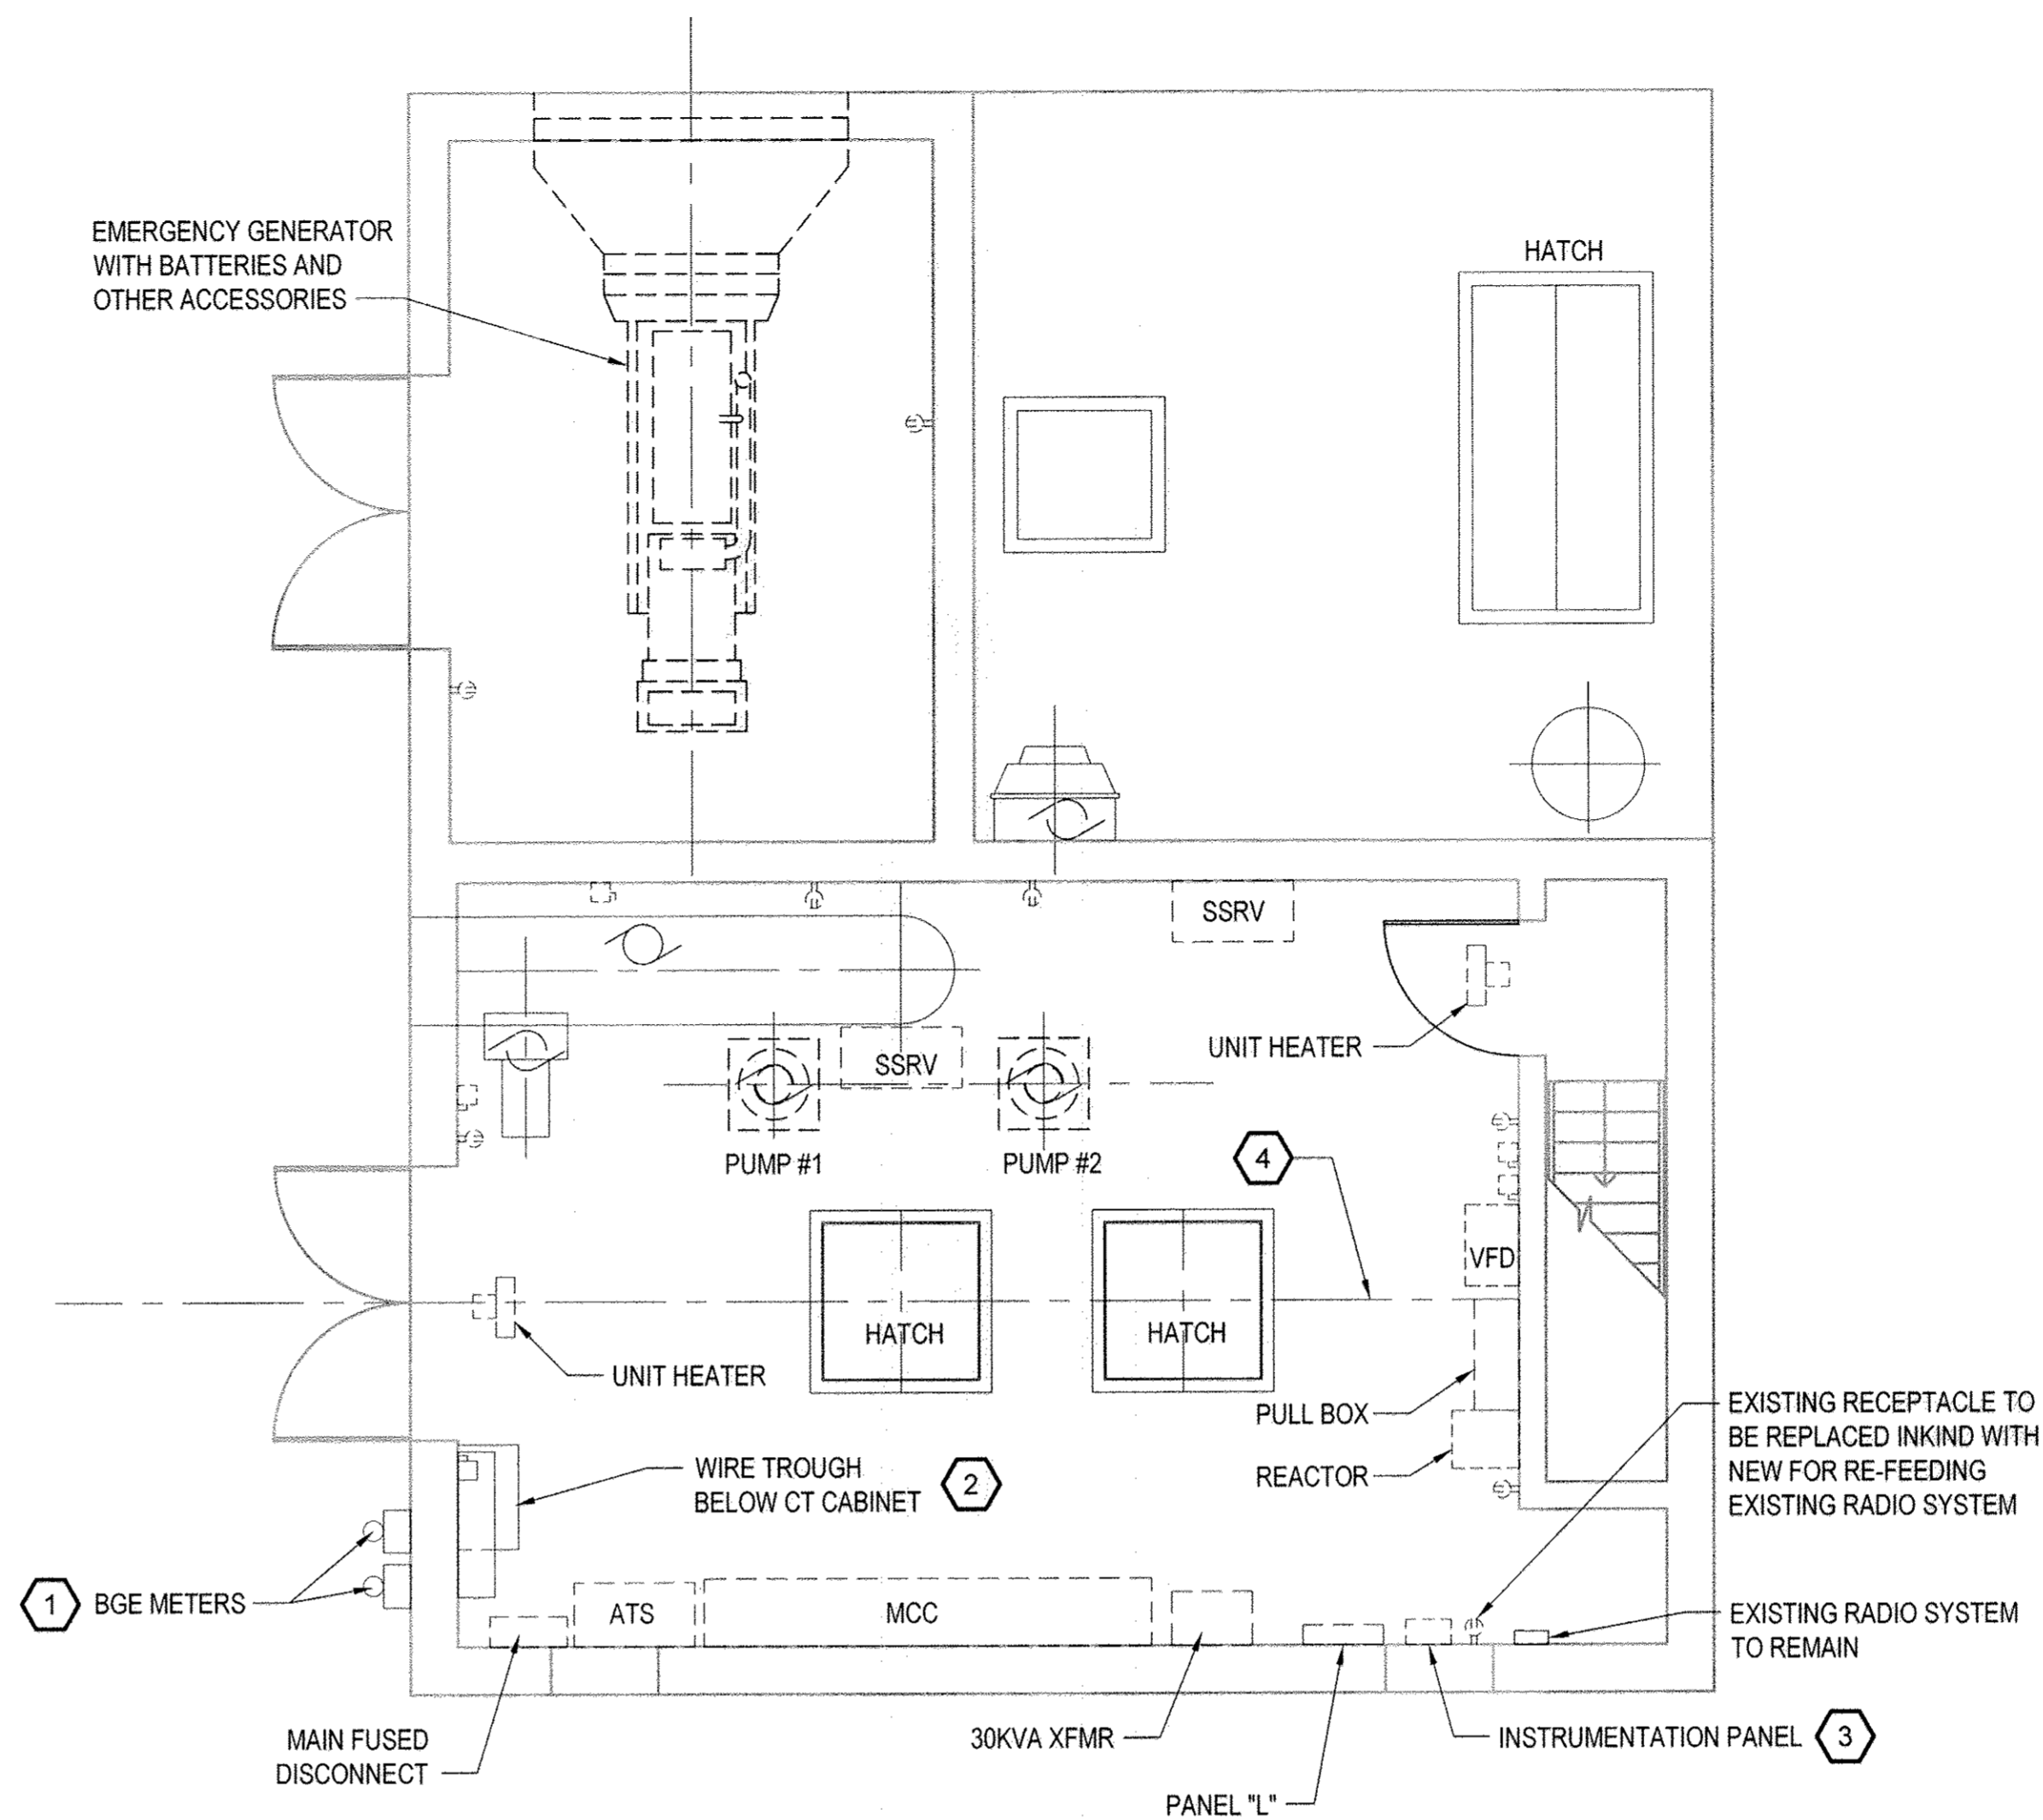 EMERGENCY GENERATOR
WITH BATTERIES AND
OTHER ACCESSORIES
HATCH
SSRV
UNIT HEATER
SSRV
PUMP #1
PUMP #2
4
VFD
HATCH
HATCH
UNIT HEATER
PULL BOX
REACTOR
EXISTING RECEPTACLE TO
BE REPLACED INKIND WITH
NEW FOR RE-FEEDING
EXISTING RADIO SYSTEM
WIRE TROUGH
BELOW CT CABINET
2
1
BGE METERS
ATS
MCC
EXISTING RADIO SYSTEM
TO REMAIN
MAIN FUSED
DISCONNECT
30KVA XFMR
INSTRUMENTATION PANEL
3
PANEL "L"